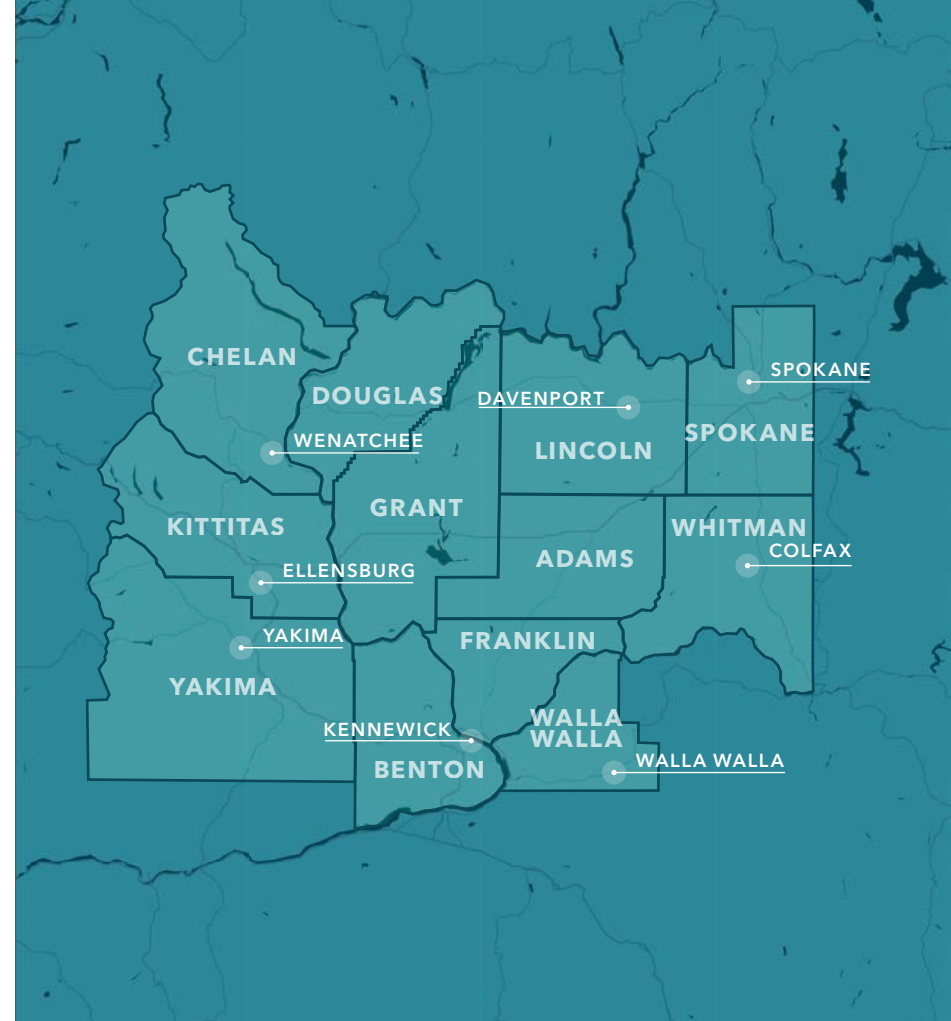 CHELAN
SPOKANE
DOUGLAS
DAVENPORT
SPOKANE
WENATCHEE
LINCOLN
GRANT
KITTITAS
WHITMAN
COLFAX
ADAMS
ELLENSBURG
YAKIMA
FRANKLIN
YAKIMA
WALLA
WALLA
KENNEWICK
WALLA WALLA
BENTON